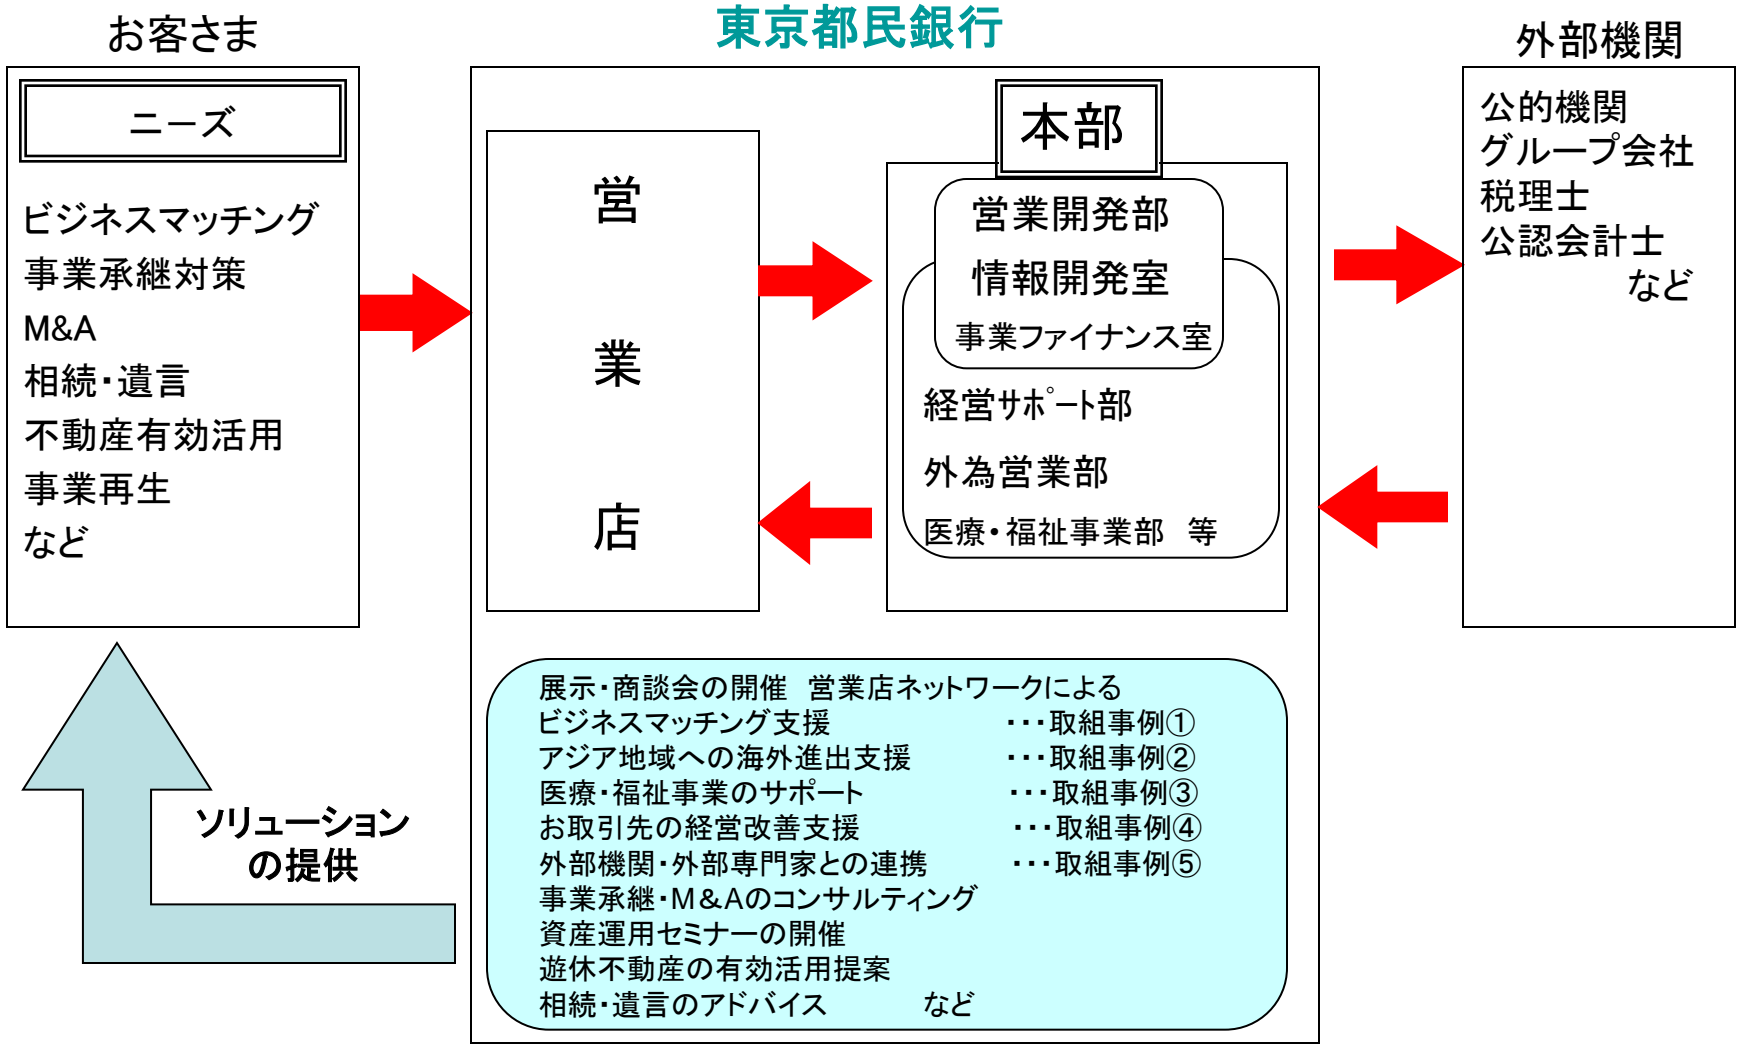 お客さま
ニーズ
ビジネスマッチング
事業承継対策
M&A
相続・遺言
不動産有効活用
事業再生
など
東京都民銀行
営
業
店
本部
営業開発部
情報開発室
事業ファイナンス室
経営ｻﾎﾟｰﾄ部
外為営業部
医療・福祉事業部　等
外部機関
公的機関
グループ会社
税理士
公認会計士
など
ソリューション
の提供
展示・商談会の開催　営業店ネットワークによる
ビジネスマッチング支援　・・・取組事例①
アジア地域への海外進出支援　・・・取組事例②
医療・福祉事業のサポート　・・・取組事例③
お取引先の経営改善支援　・・・取組事例④
外部機関・外部専門家との連携　・・・取組事例⑤
事業承継・M＆Aのコンサルティング
資産運用セミナーの開催
遊休不動産の有効活用提案
相続・遺言のアドバイス　など